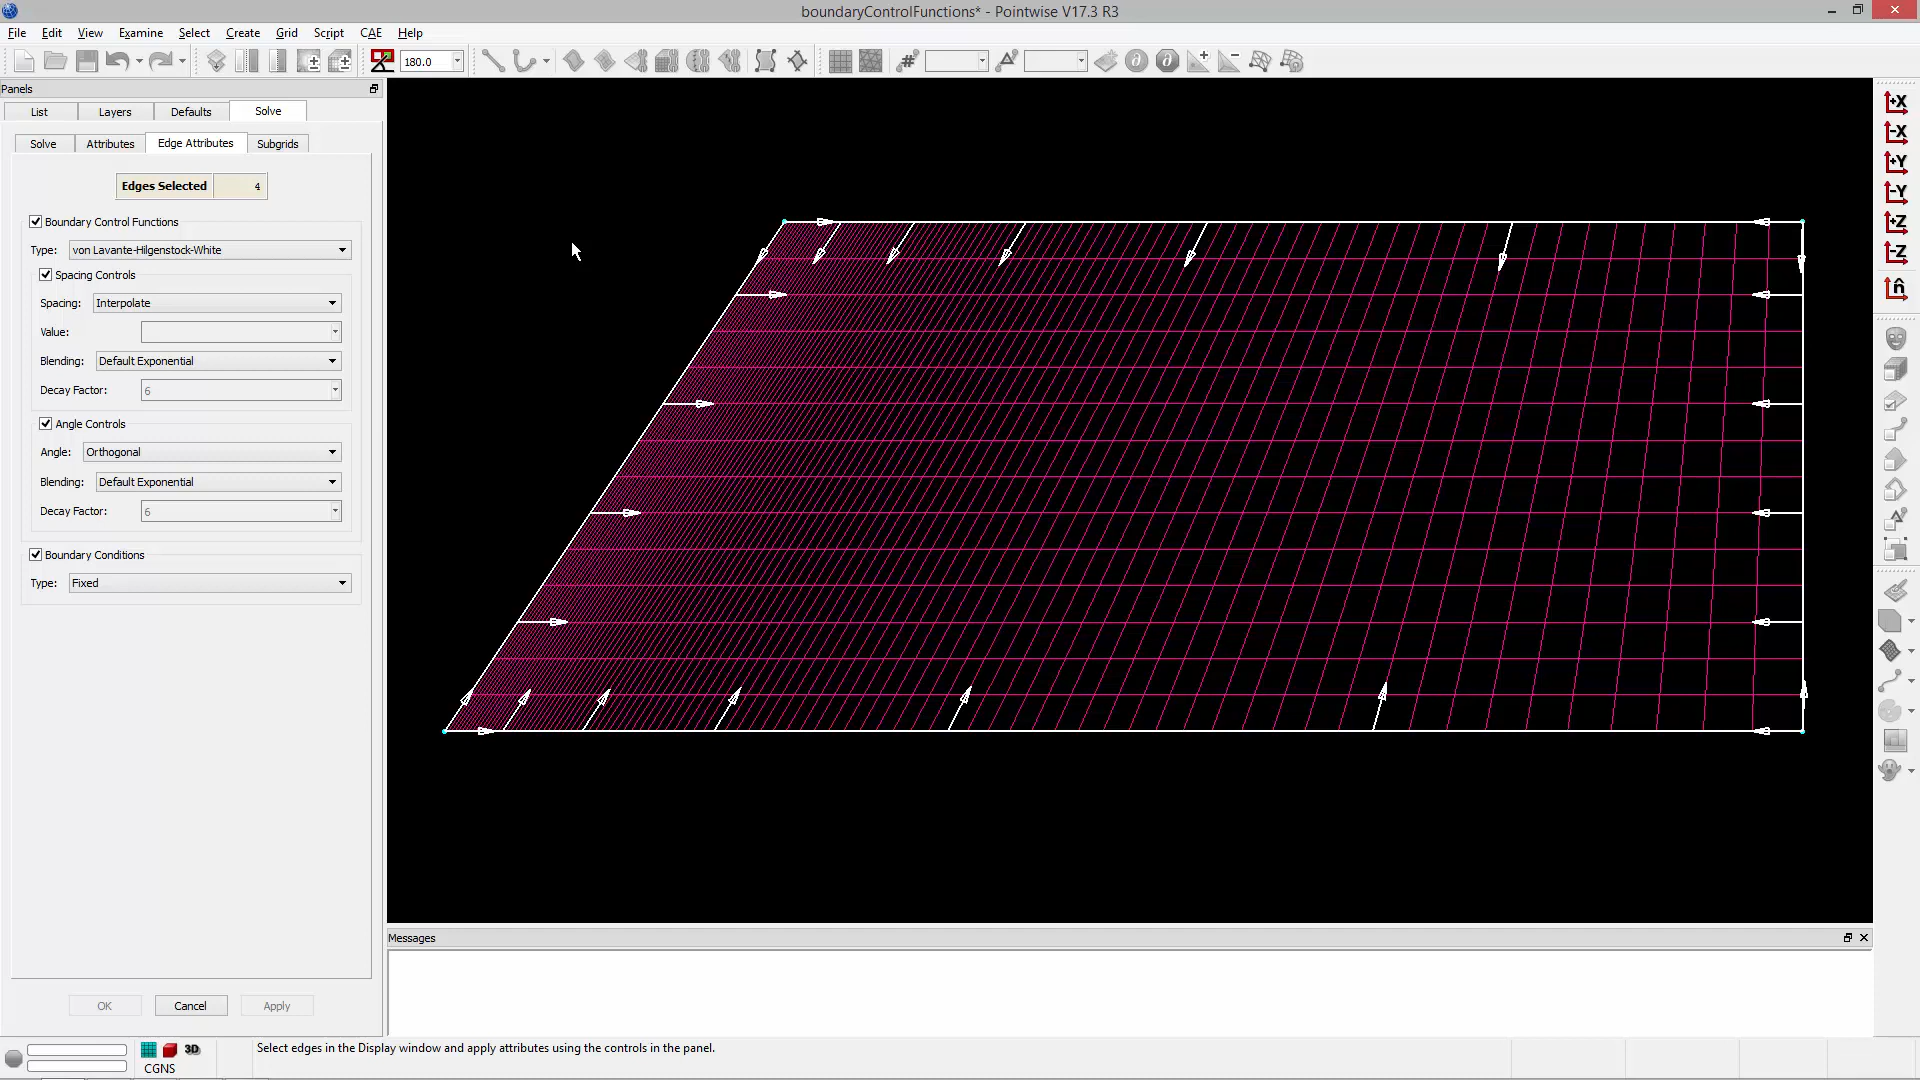 boundaryControlFunctions* - Pointwise V17.3 R3
File Edit View Examine Select Create Grid Script CAE Help
180.0
Panels
List Layers Defaults Solve
Solve Attributes Edge Attributes Subgrids
Edges Selected 4
Boundary Control Functions
Type: von Lavante-Hilgenstock-White
Spacing Controls
Spacing: Interpolate
Value:
Blending: Default Exponential
Decay Factor: 6
Angle Controls
Angle: Orthogonal
Blending: Default Exponential
Decay Factor: 6
Boundary Conditions
Type: Fixed
OK Cancel Apply
+X
-X
+Y
-Y
+Z
-Z
n̂
Messages
3D
CGNS
Select edges in the Display window and apply attributes using the controls in the panel.